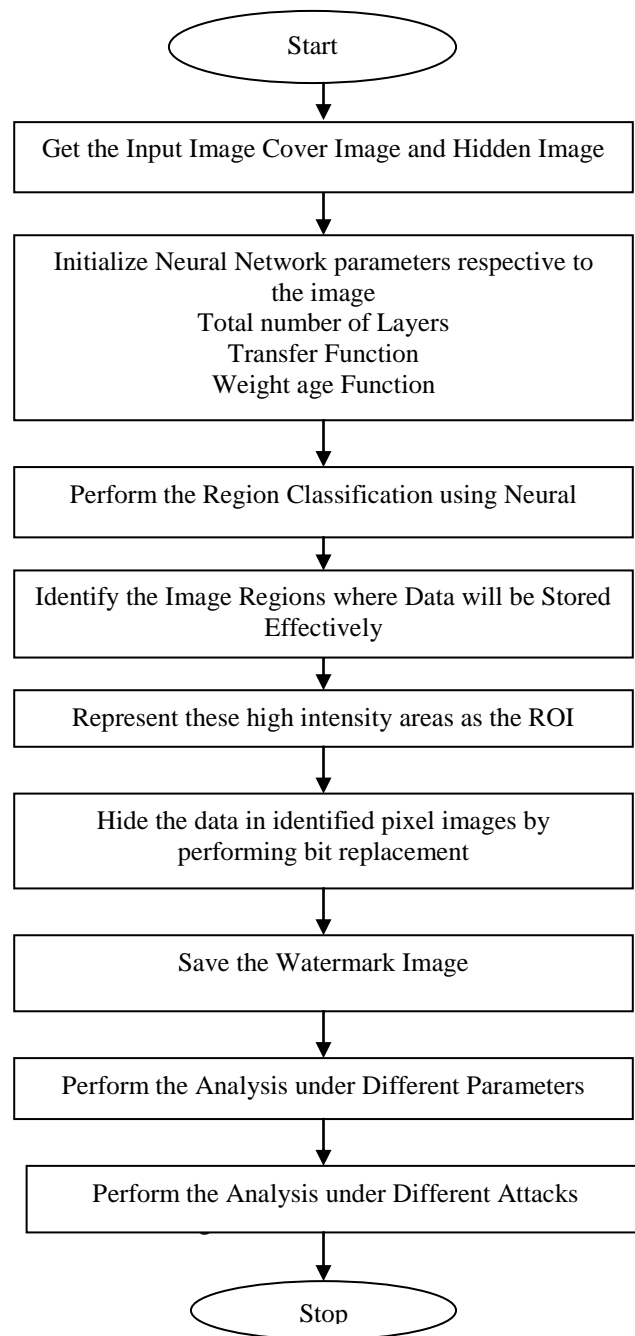 Start
Get the Input Image Cover Image and Hidden Image
Initialize Neural Network parameters respective to
the image
Total number of Layers
Transfer Function
Weight age Function
Perform the Region Classification using Neural
Identify the Image Regions where Data will be Stored
Effectively
Represent these high intensity areas as the ROI
Hide the data in identified pixel images by
performing bit replacement
Save the Watermark Image
Perform the Analysis under Different Parameters
Perform the Analysis under Different Attacks
Stop